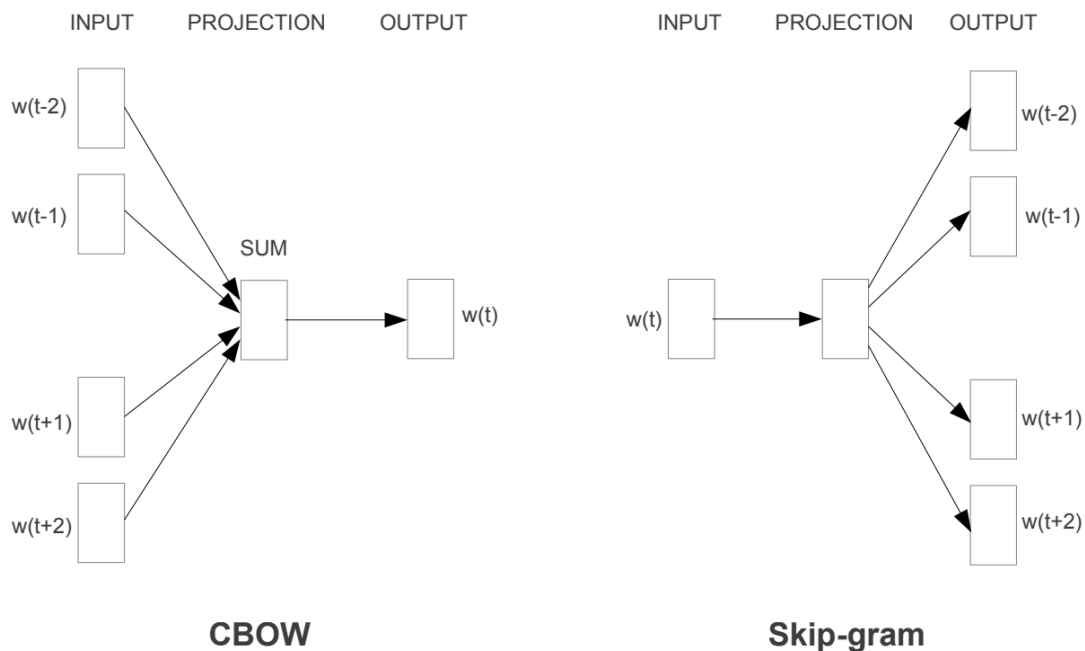 INPUT PROJECTION OUTPUT
w(t-2)
w(t-1)
SUM
w(t)
w(t+1)
w(t+2)
CBOW
INPUT PROJECTION OUTPUT
w(t-2)
w(t-1)
w(t)
w(t+1)
w(t+2)
Skip-gram